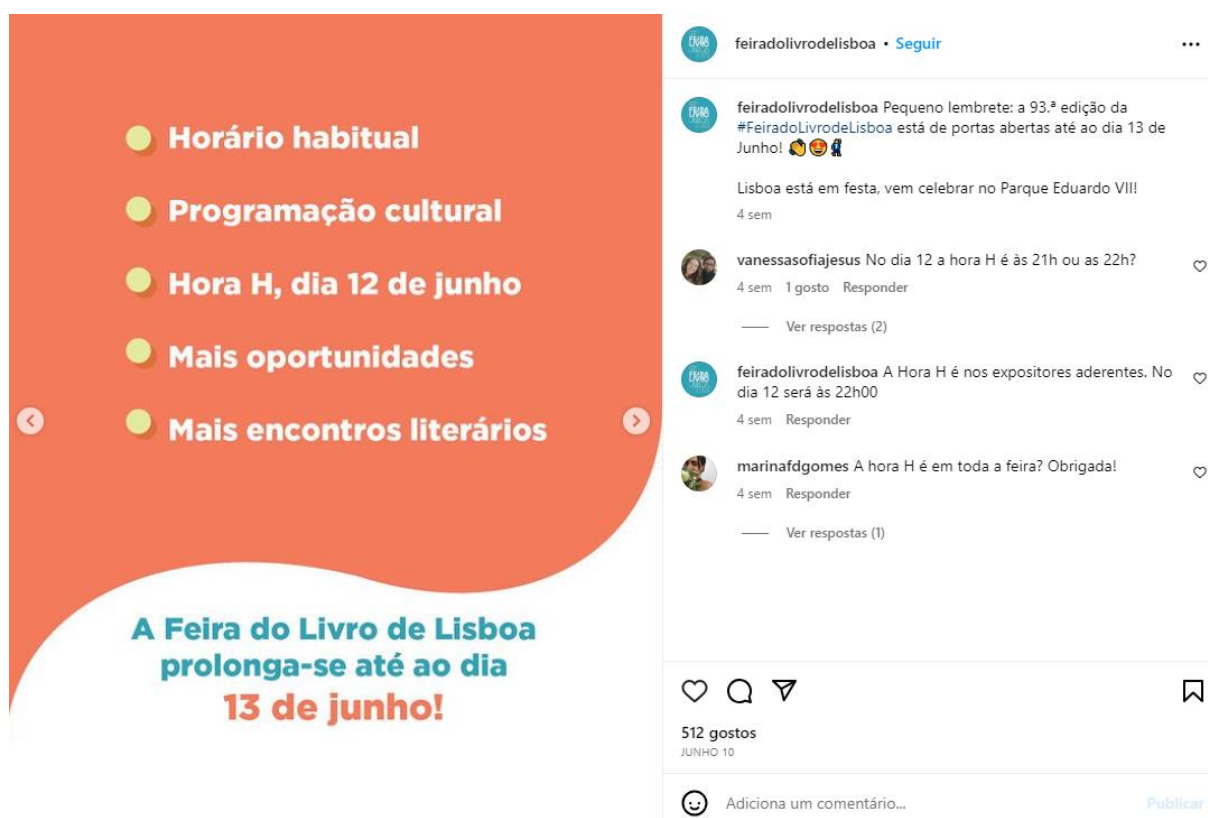 Horário habitual
Programação cultural
Hora H, dia 12 de junho
Mais oportunidades
Mais encontros literários
A Feira do Livro de Lisboa
prolonga-se até ao dia
13 de junho!
feiradolivrodelisboa • Seguir
feiradolivrodelisboa Pequeno lembrete: a 93.ª edição da
#FeiradoLivrodeLisboa está de portas abertas até ao dia 13 de
Junho! 👏😍🕺
Lisboa está em festa, vem celebrar no Parque Eduardo VII!
4 sem
vanessasofiajesus No dia 12 a hora H é às 21h ou as 22h?
4 sem 1 gosto Responder
Ver respostas (2)
feiradolivrodelisboa A Hora H é nos expositores aderentes. No
dia 12 será às 22h00
4 sem Responder
marinafdgomes A hora H é em toda a feira? Obrigada!
4 sem Responder
Ver respostas (1)
512 gostos
JUNHO 10
Adiciona um comentário... Publicar